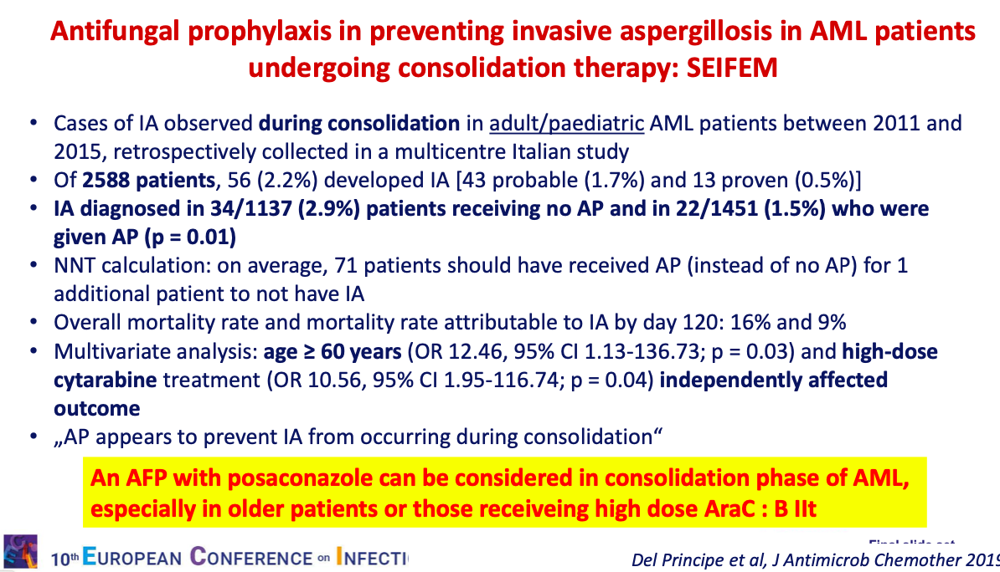 Antifungal prophylaxis in preventing invasive aspergillosis in AML patients
undergoing consolidation therapy: SEIFEM
• Cases of IA observed during consolidation in adult/paediatric AML patients between 2011 and
2015, retrospectively collected in a multicentre Italian study
• Of 2588 patients, 56 (2.2%) developed IA [43 probable (1.7%) and 13 proven (0.5%)]
• IA diagnosed in 34/1137 (2.9%) patients receiving no AP and in 22/1451 (1.5%) who were
given AP (p = 0.01)
• NNT calculation: on average, 71 patients should have received AP (instead of no AP) for 1
additional patient to not have IA
• Overall mortality rate and mortality rate attributable to IA by day 120: 16% and 9%
• Multivariate analysis: age ≥ 60 years (OR 12.46, 95% CI 1.13-136.73; p = 0.03) and high-dose
cytarabine treatment (OR 10.56, 95% CI 1.95-116.74; p = 0.04) independently affected
outcome
• „AP appears to prevent IA from occurring during consolidation“
An AFP with posaconazole can be considered in consolidation phase of AML,
especially in older patients or those receiveing high dose AraC : B IIt
Final slide set
10th EUROPEAN CONFERENCE ON INFECTI
Del Principe et al, J Antimicrob Chemother 2019